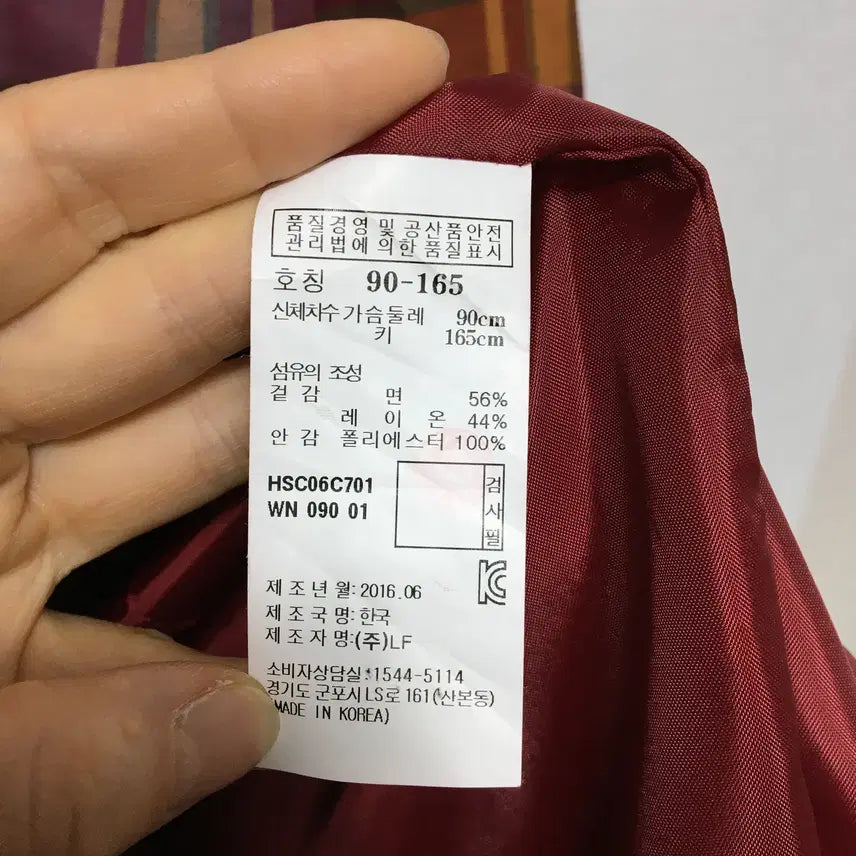 품질경영 및 공산품안전
관리법에 의한 품질표시
호칭 90-165
신체치수 가슴둘레 90cm
키 165cm
섬유의 조성
겉감 면 56%
레이온 44%
안감 폴리에스터 100%
HSC06C701
WN 090 01
검사필
제조년월: 2016.06
제조국명: 한국
제조자명: (주)LF
소비자상담실: 1544-5114
경기도 군포시 LS로 161 (산본동)
(MADE IN KOREA)